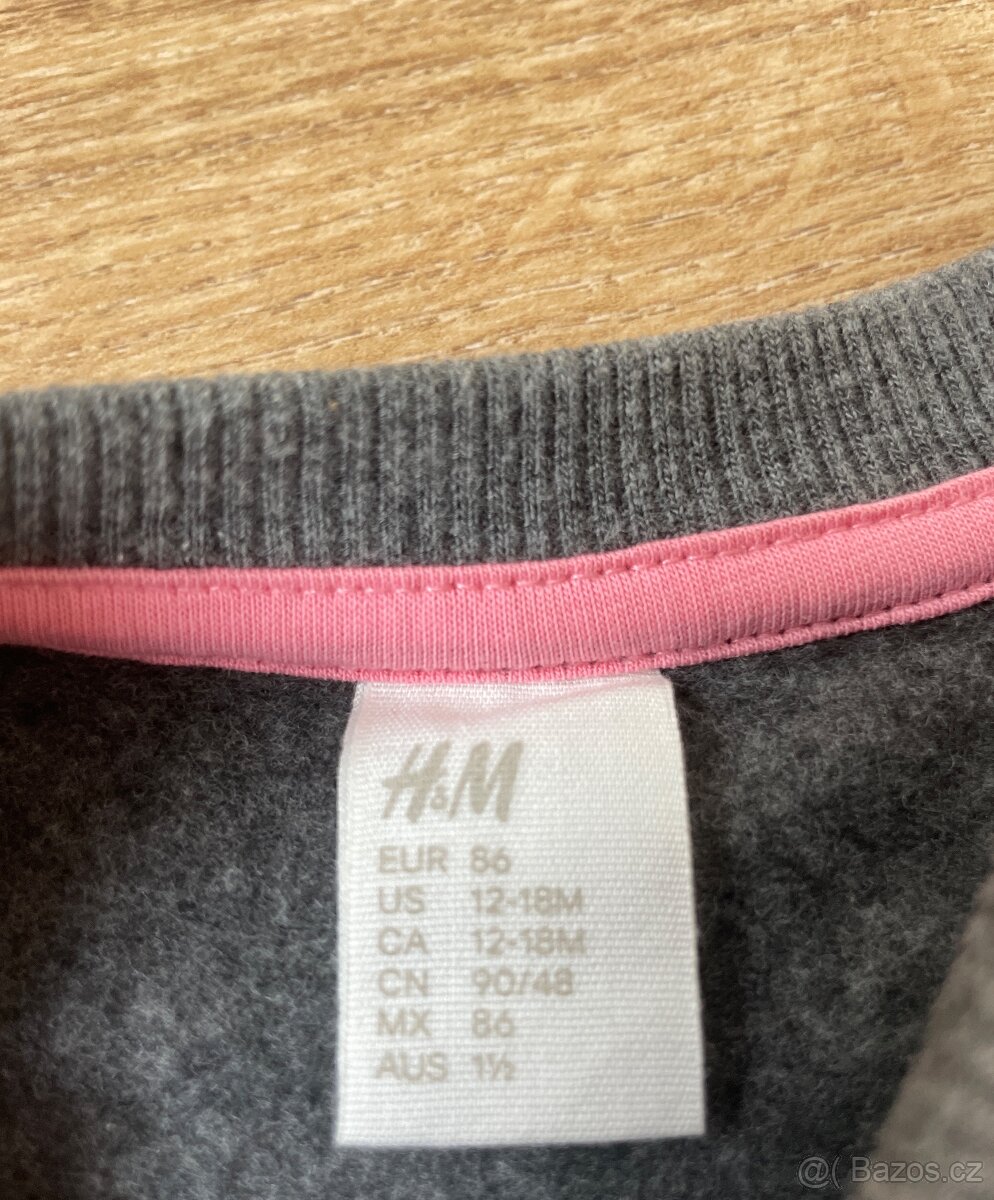 H&M
EUR 86
US 12-18M
CA 12-18M
CN 90/48
MX 86
AUS 1½
@( Bazos.cz